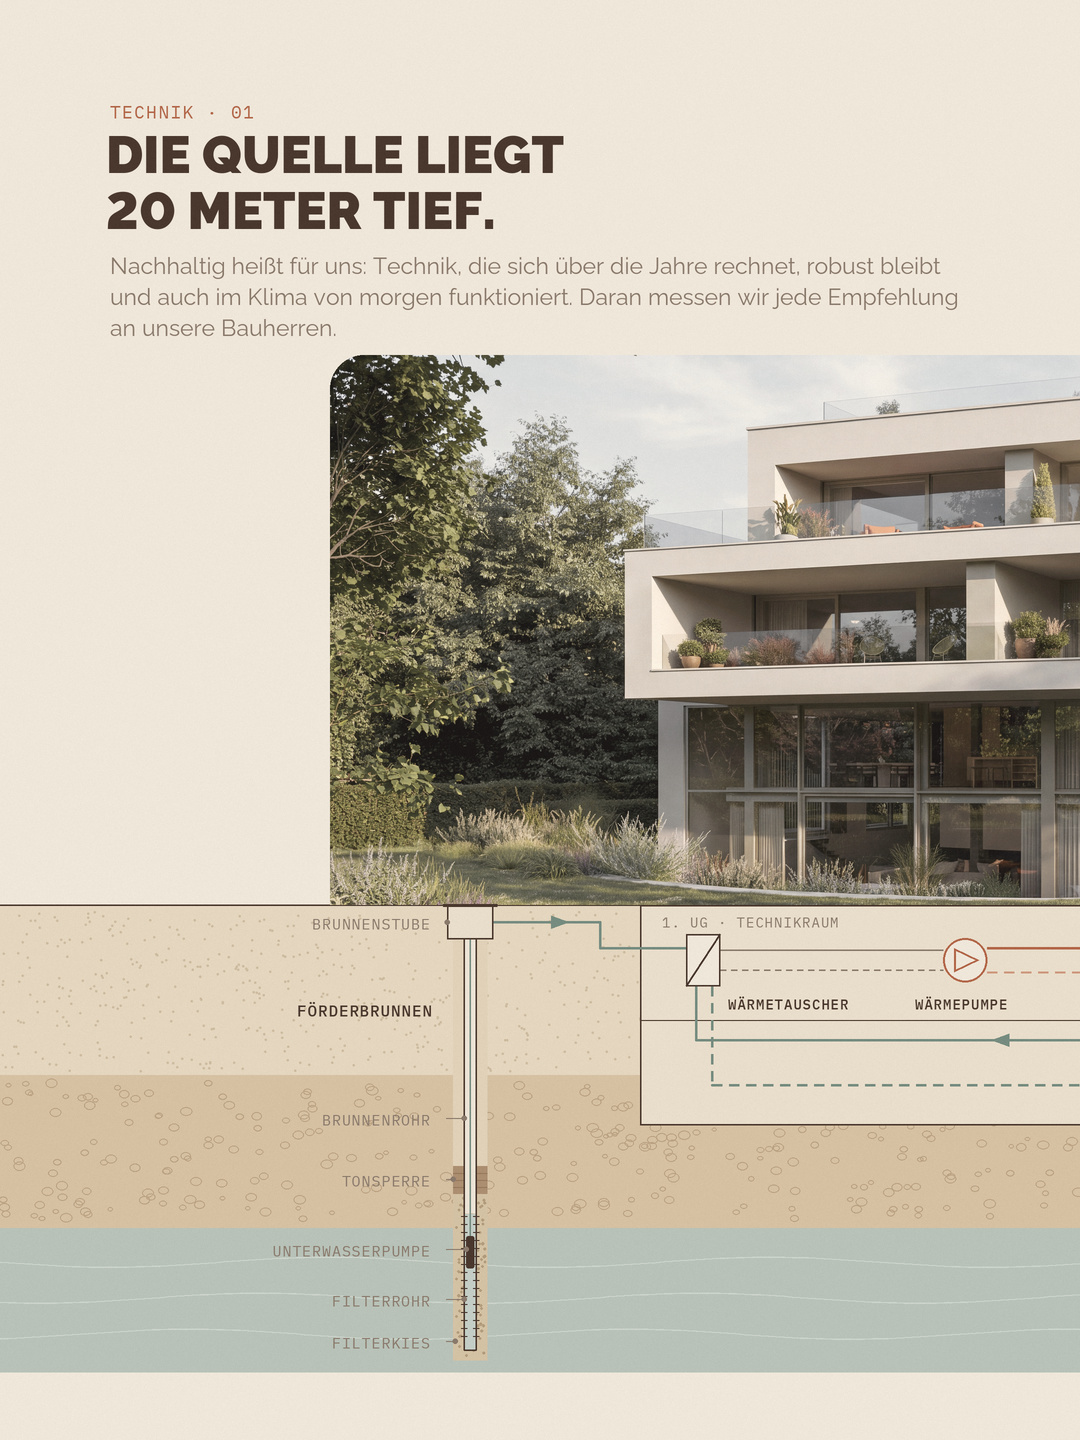 TECHNIK · 01
DIE QUELLE LIEGT
20 METER TIEF.
Nachhaltig heißt für uns: Technik, die sich über die Jahre rechnet, robust bleibt
und auch im Klima von morgen funktioniert. Daran messen wir jede Empfehlung
an unsere Bauherren.
BRUNNENSTUBE
1. UG · TECHNIKRAUM
FÖRDERBRUNNEN
WÄRMETAUSCHER
WÄRMEPUMPE
BRUNNENROHR
TONSPERRE
UNTERWASSERPUMPE
FILTERROHR
FILTERKIES